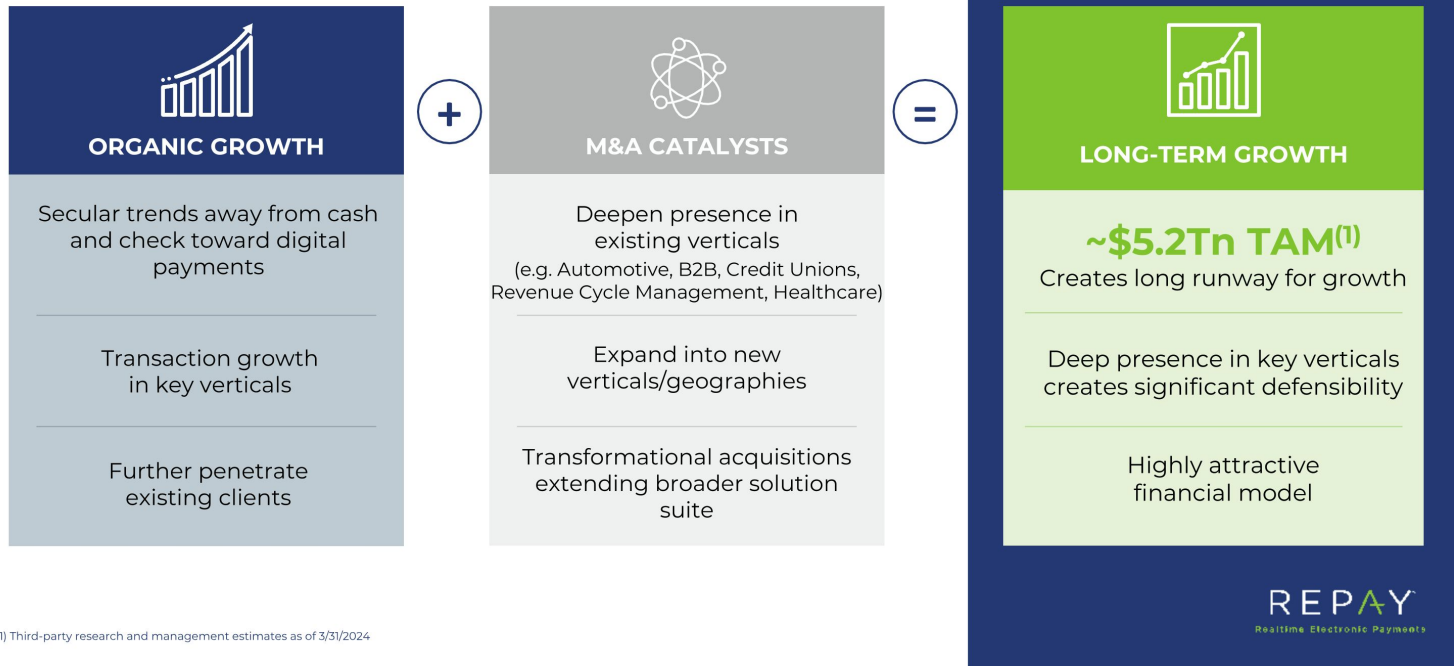 ORGANIC GROWTH
Secular trends away from cash
and check toward digital
payments
Transaction growth
in key verticals
Further penetrate
existing clients
+
M&A CATALYSTS
Deepen presence in
existing verticals
(e.g. Automotive, B2B, Credit Unions,
Revenue Cycle Management, Healthcare)
Expand into new
verticals/geographies
Transformational acquisitions
extending broader solution
suite
=
LONG-TERM GROWTH
~$5.2Tn TAM(1)
Creates long runway for growth
Deep presence in key verticals
creates significant defensibility
Highly attractive
financial model
REPAY
Realtime Electronic Payments
1) Third-party research and management estimates as of 3/31/2024